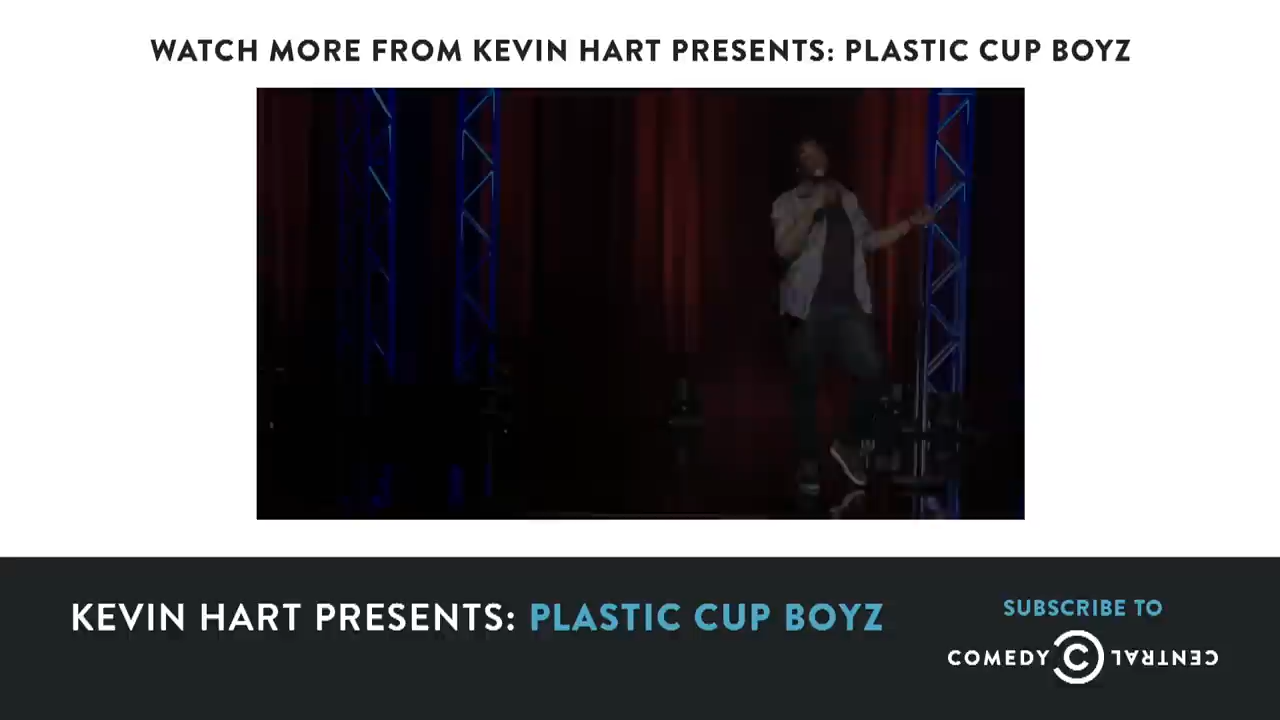 WATCH MORE FROM KEVIN HART PRESENTS: PLASTIC CUP BOYZ
KEVIN HART PRESENTS: PLASTIC CUP BOYZ
SUBSCRIBE TO
COMEDY CENTRAL